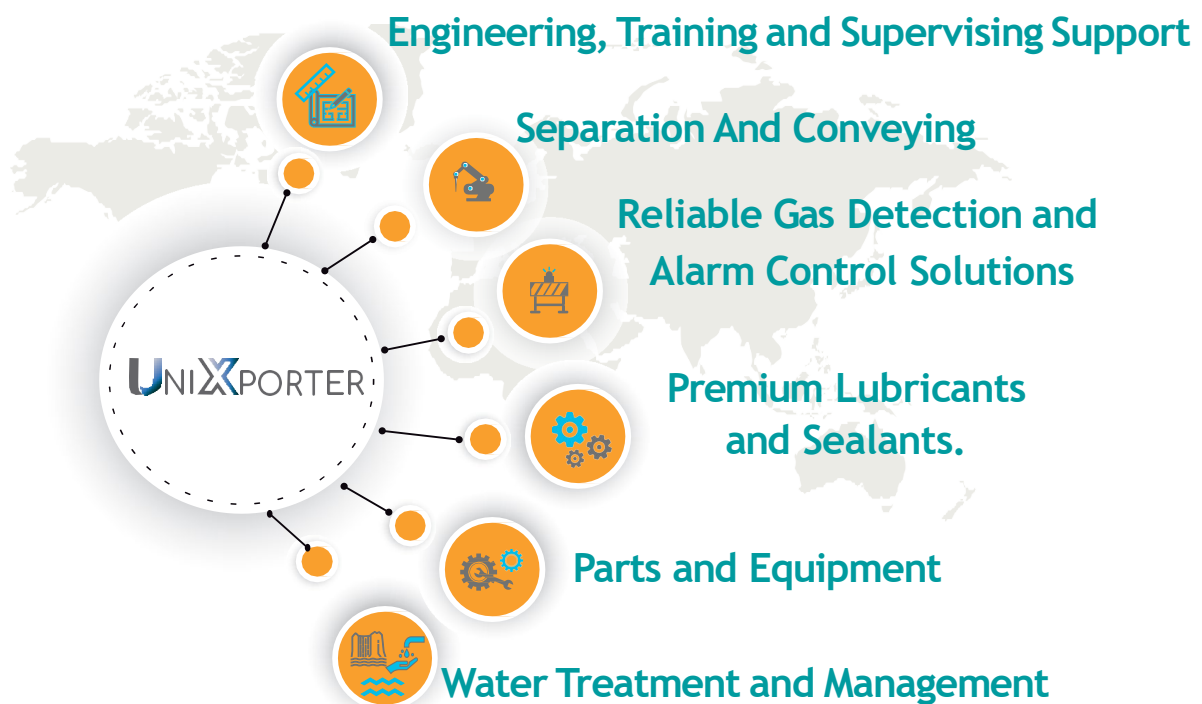 Engineering, Training and Supervising Support
Separation And Conveying
Reliable Gas Detection and
Alarm Control Solutions
UNIXPORTER
Premium Lubricants
and Sealants.
Parts and Equipment
Water Treatment and Management